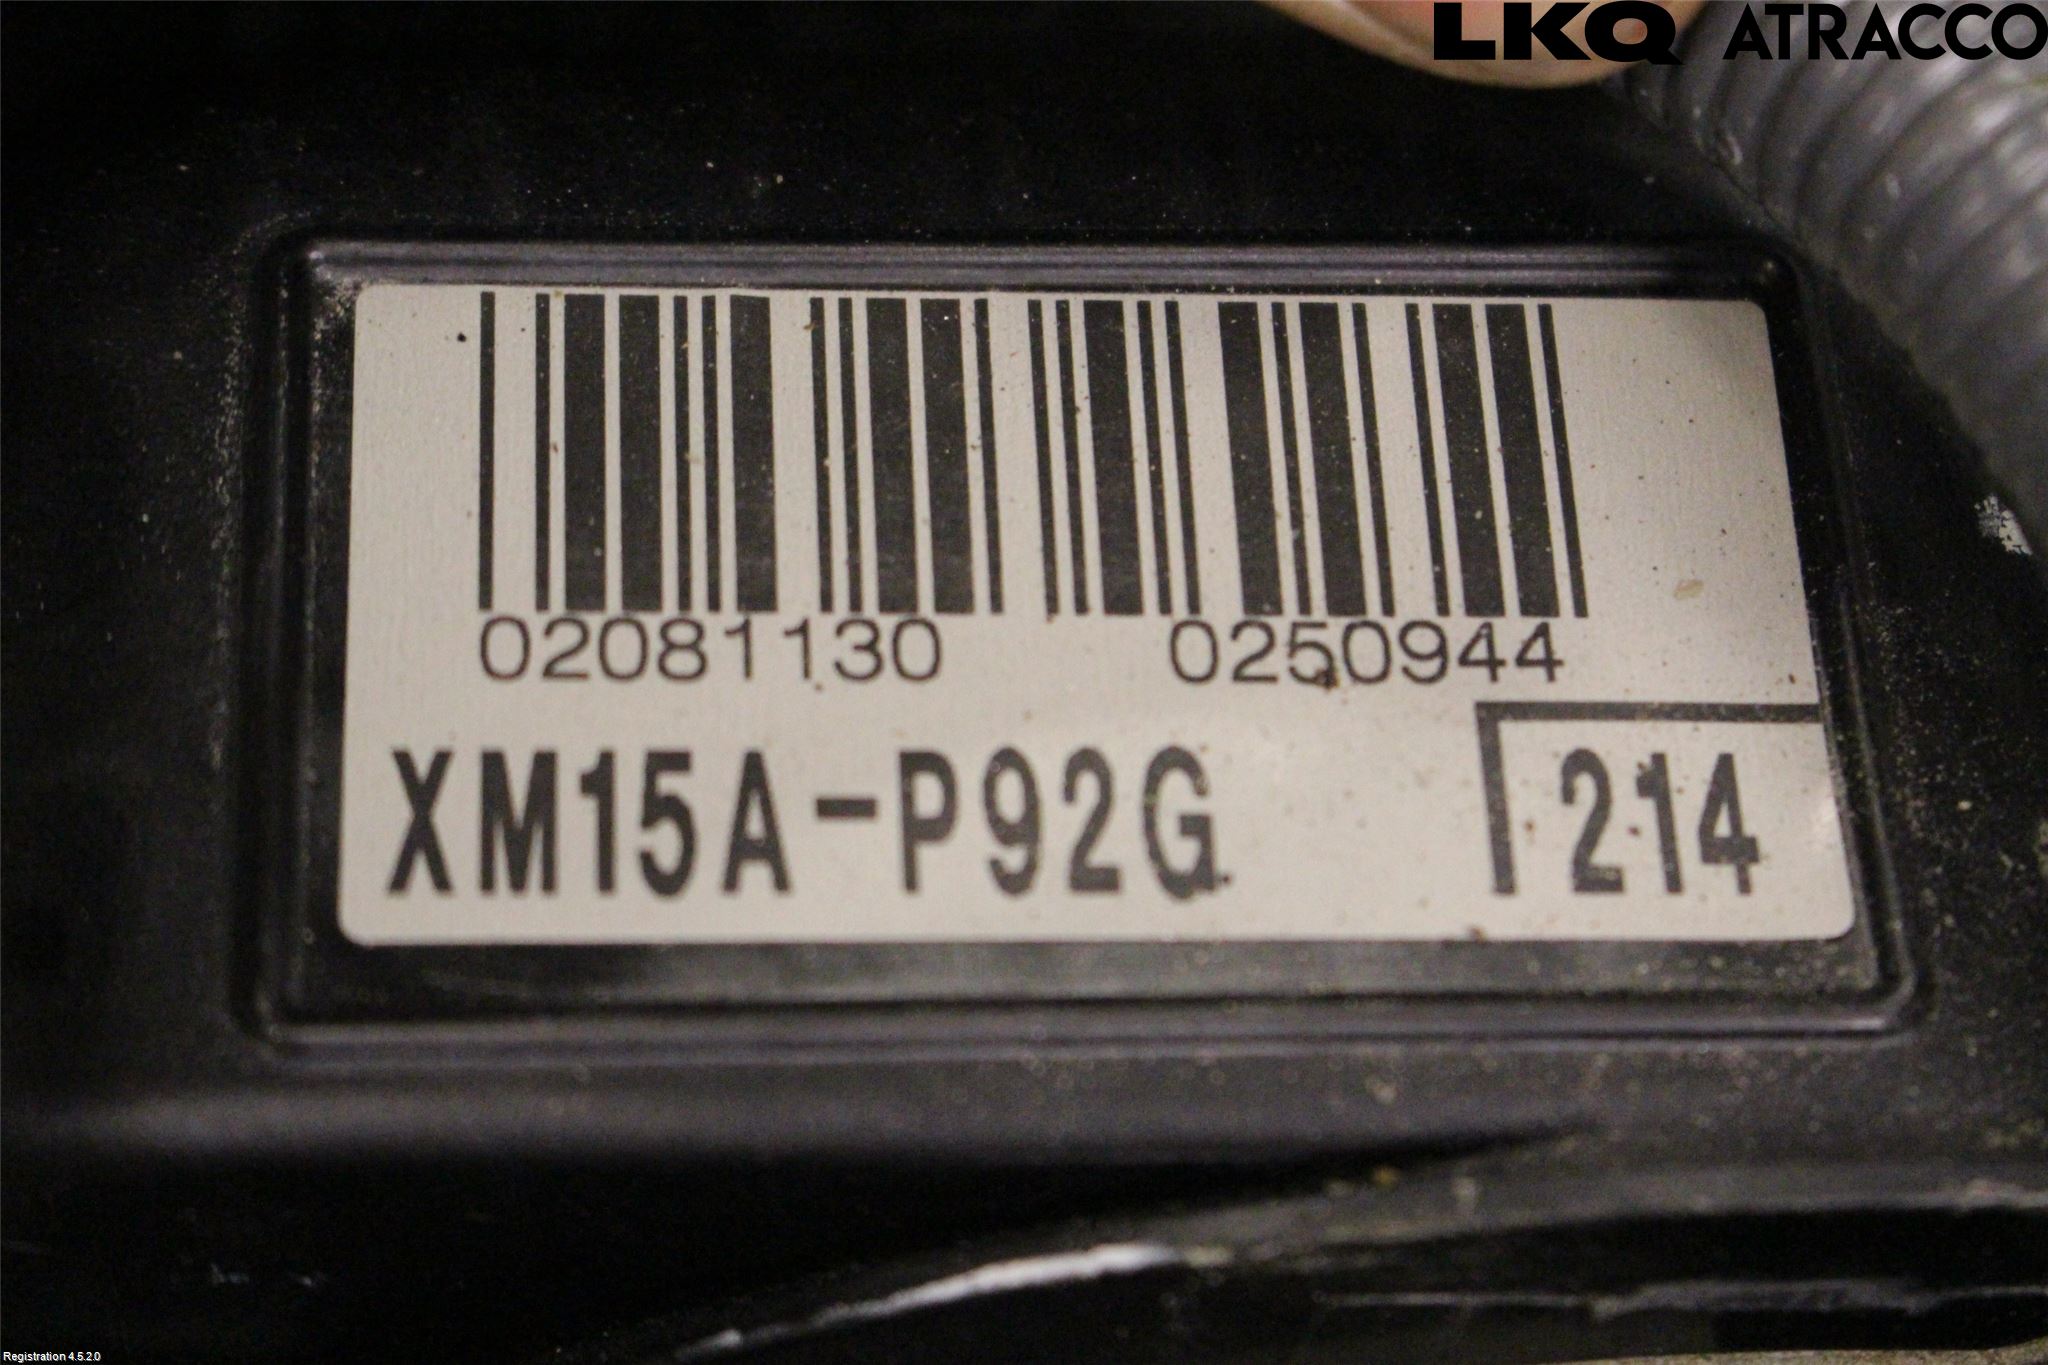 LKQ ATRACCO
02081130 0250944
XM15A-P92G 214
Registration 4.5.2.0